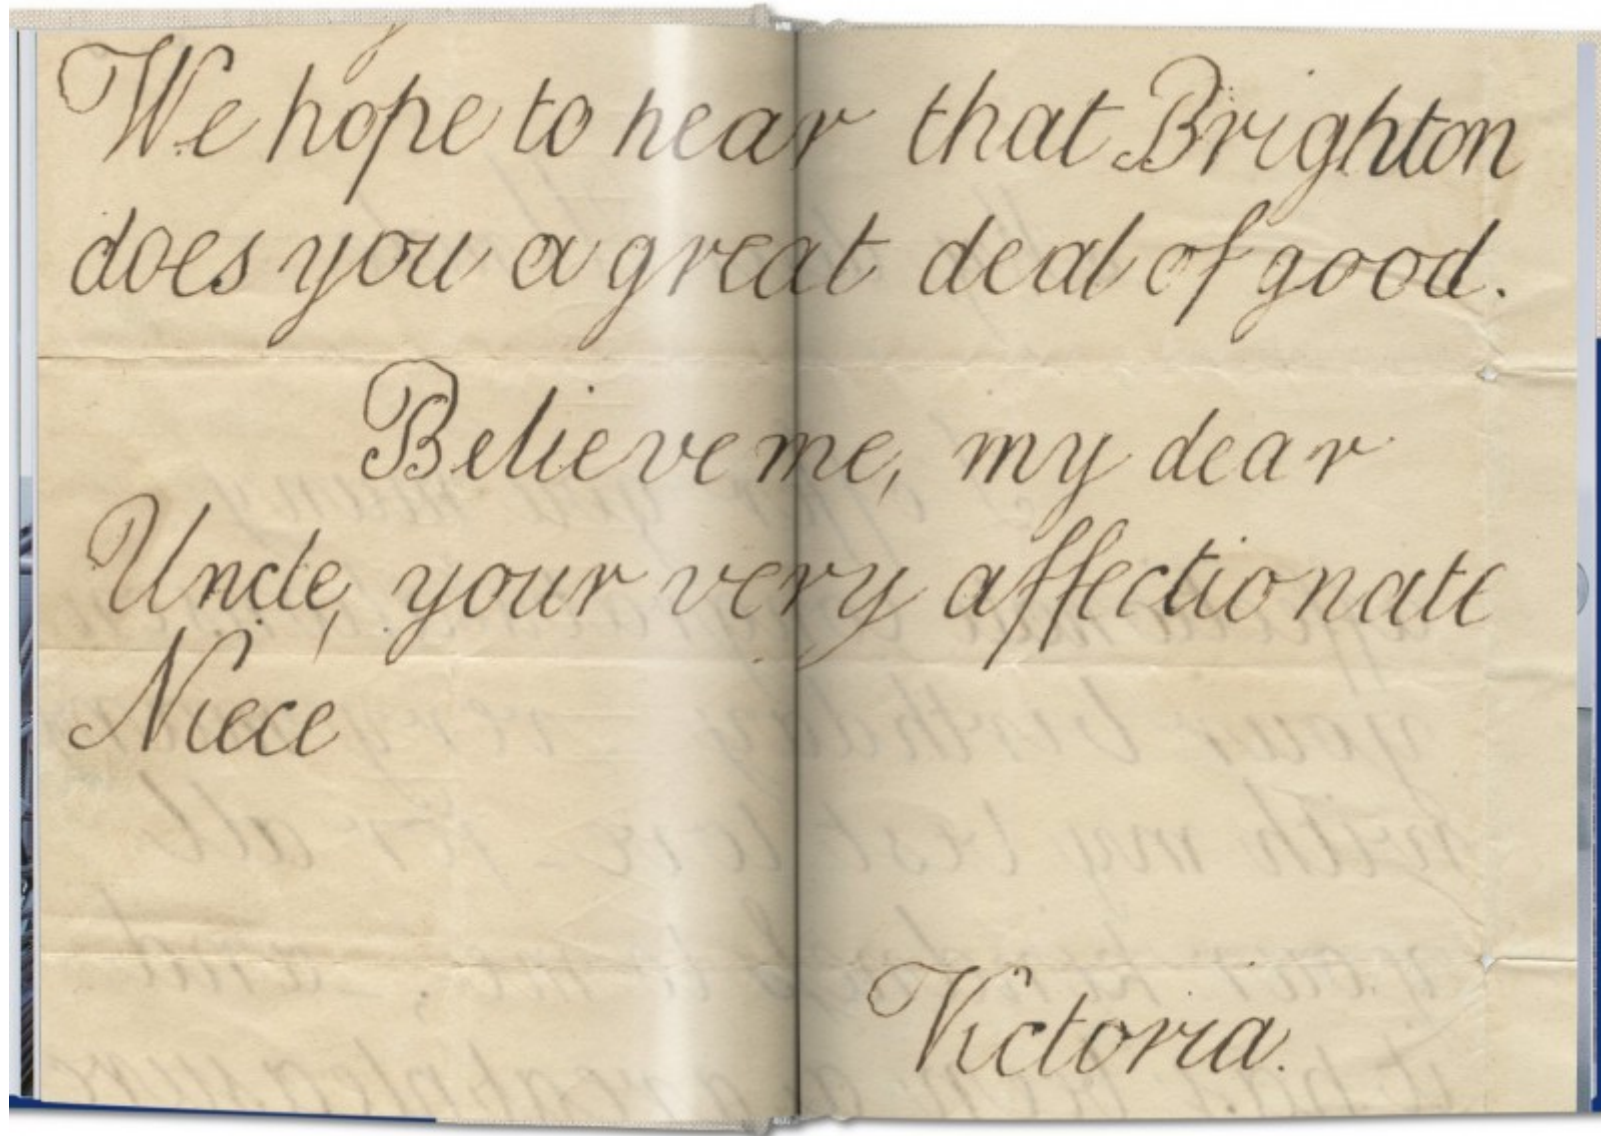 We hope to hear that Brighton
does you a great deal of good.
Believe me, my dear
Uncle, your very affectionate
Niece
Victoria.